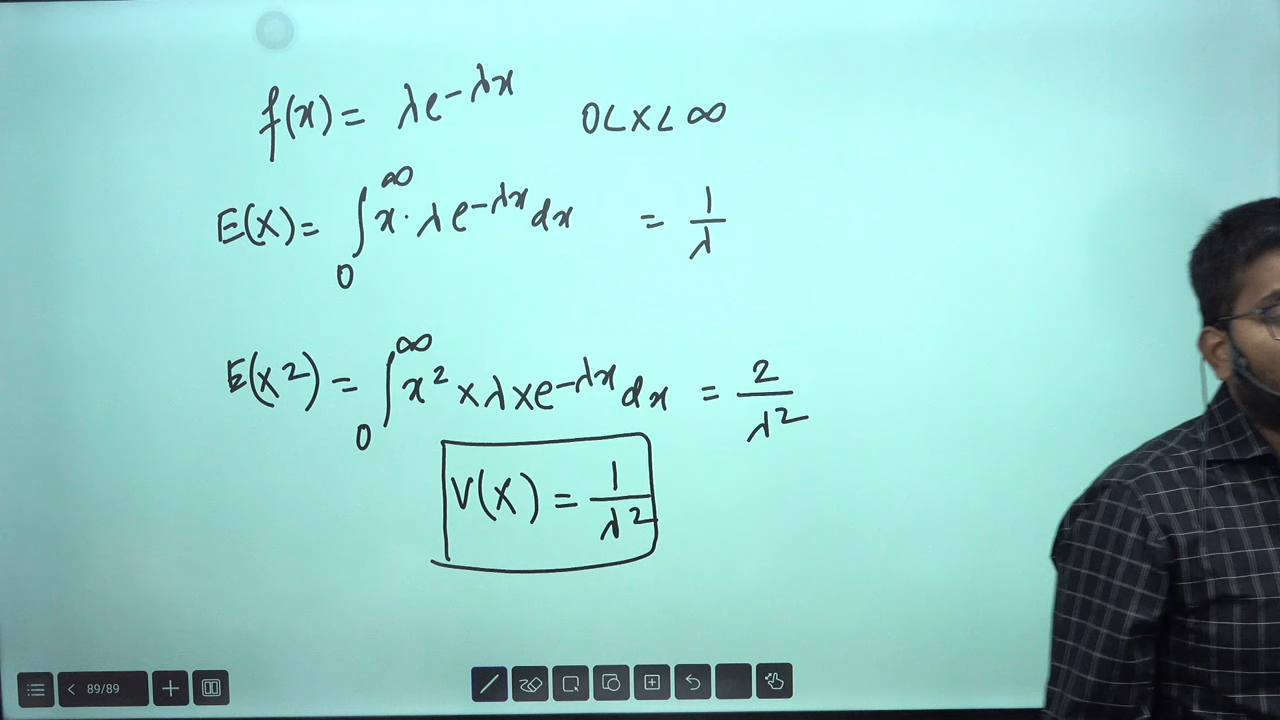 f(x) = λe^{-λx} 0<x<∞
E(X) = ∫_0^∞ x·λe^{-λx} dx = 1/λ
E(X²) = ∫_0^∞ x² × λ × e^{-λx} dx = 2/λ²
V(X) = 1/λ²
89/89